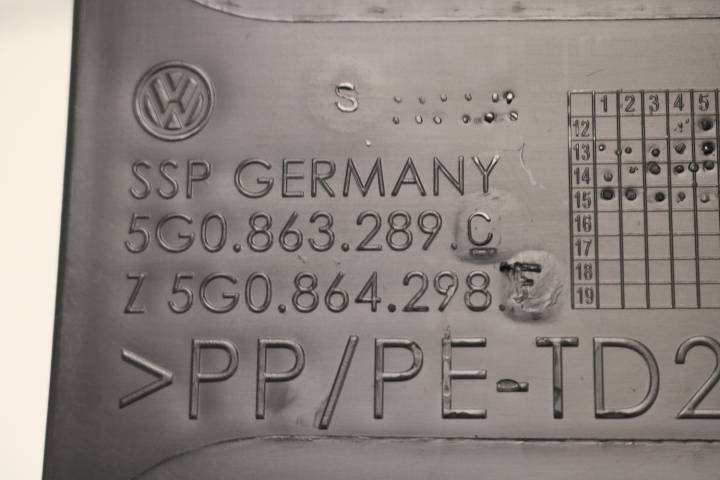 VW
S
SSP GERMANY
5G0.863.289.C
Z 5G0.864.298.F
>PP/PE-TD2
1 2 3 4 5
12
13
14
15
16
17
18
19